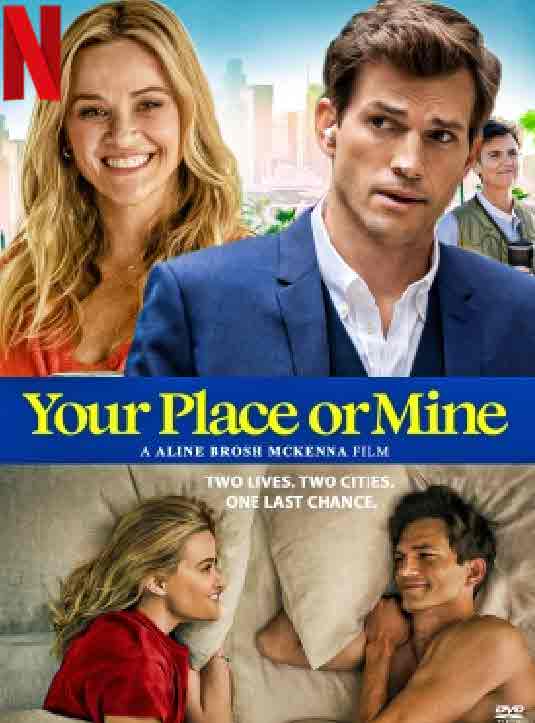 N
Your Place or Mine
A ALINE BROSH MCKENNA FILM
TWO LIVES. TWO CITIES.
ONE LAST CHANCE.
DVD